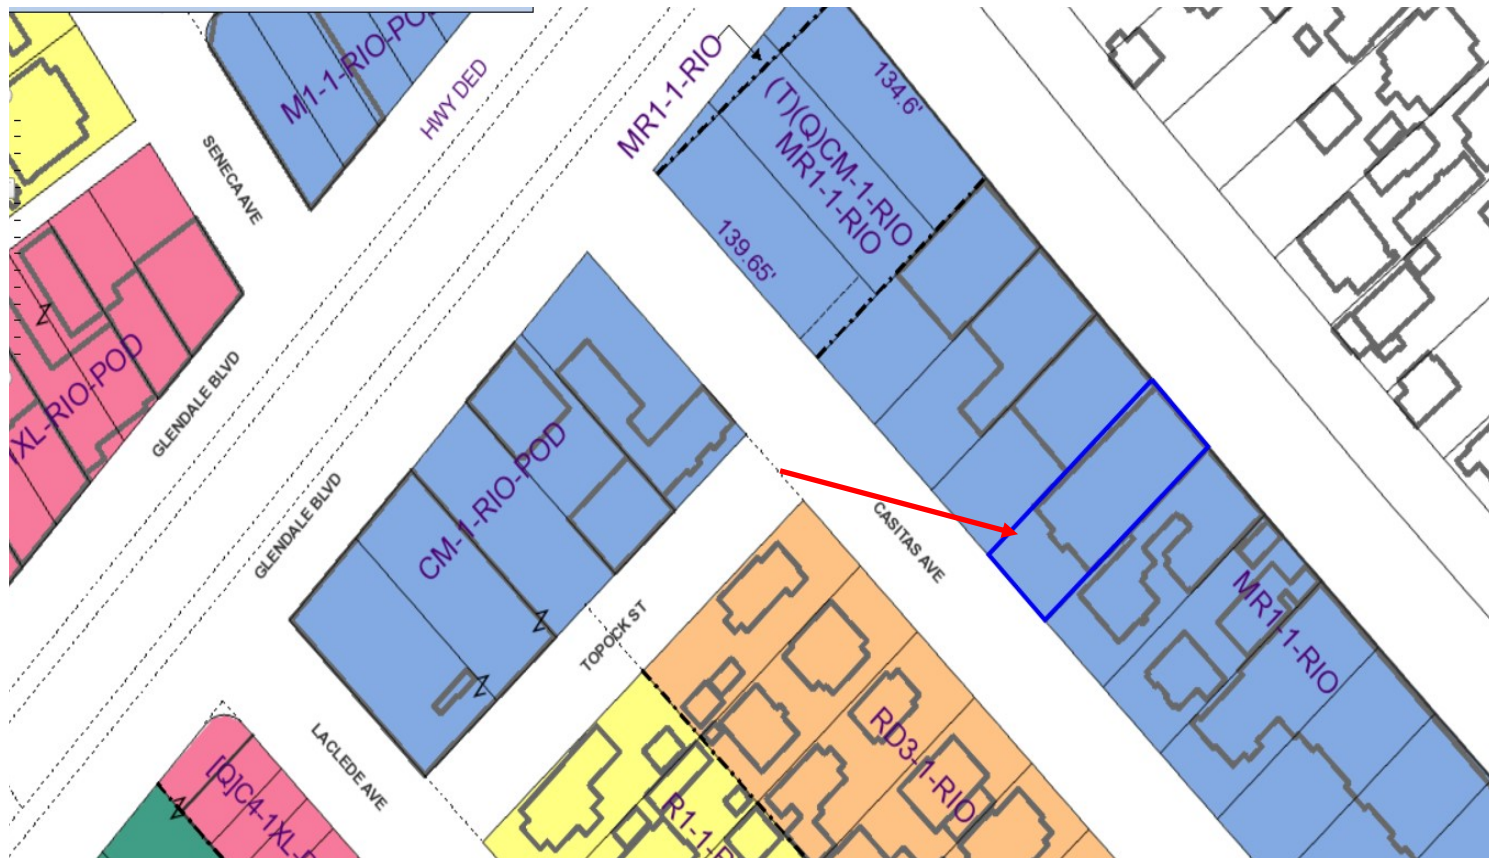 M1-1-RIO-POD
HWY DED
SENECA AVE
MR1-1-RIO
134.6'
(T)(Q)CM-1-RIO
MR1-1-RIO
139.65'
XL-RIO-POD
GLENDALE BLVD
GLENDALE BLVD
CM-1-RIO-POD
CASITAS AVE
TOPOCK ST
MR1-1-RIO
LACLEDE AVE
RD3-1-RIO
[Q]C4-1XL-
R1-1-